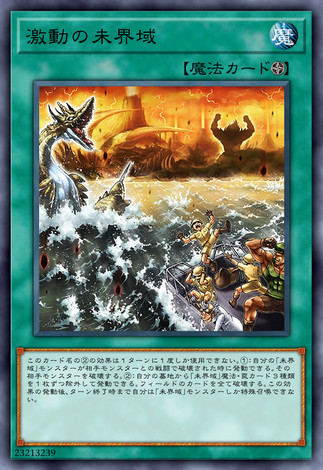 激動の未界域
魔
【魔法カード】
このカード名の②の効果は１ターンに１度しか使用できない。①：自分の「未界
域」モンスターが相手モンスターとの戦闘で破壊された時に発動できる。その
相手モンスターを破壊する。②：自分の墓地から「未界域」魔法・罠カード３種類
を１枚ずつ除外して発動できる。フィールドのカードを全て破壊する。この効
果の発動後、ターン終了時まで自分は「未界域」モンスターしか特殊召喚でき
ない。
23213239